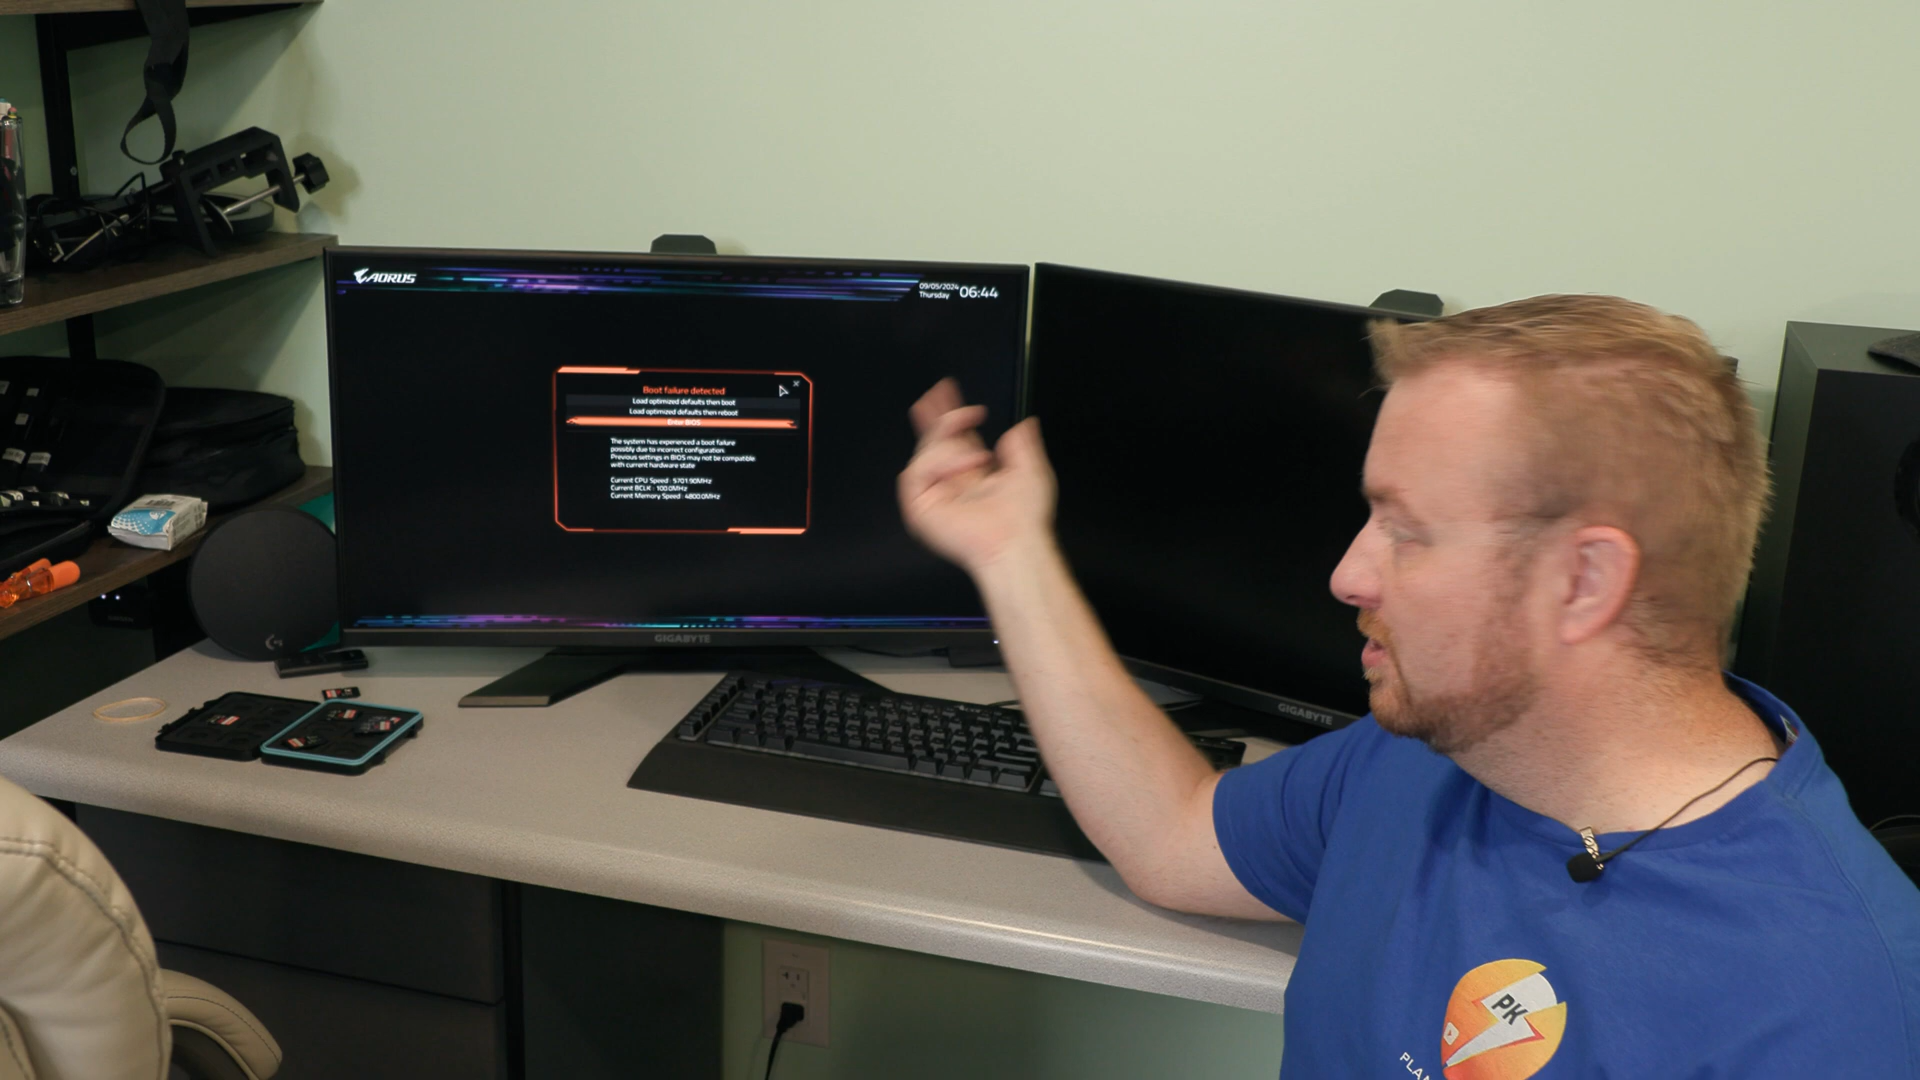 AORUS
09/05/2024
Thursday
06:44
Boot failure detected
Load optimized defaults then boot
Load optimized defaults then reboot
Enter BIOS
The system has experienced a boot failure
possibly due to incorrect configuration.
Previous settings in BIOS may not be compatible
with current hardware state
Current CPU Speed : 5701.90MHz
Current BCLK : 100.0MHz
Current Memory Speed : 4800.0MHz
GIGABYTE
GIGABYTE
G
PK
PLAN